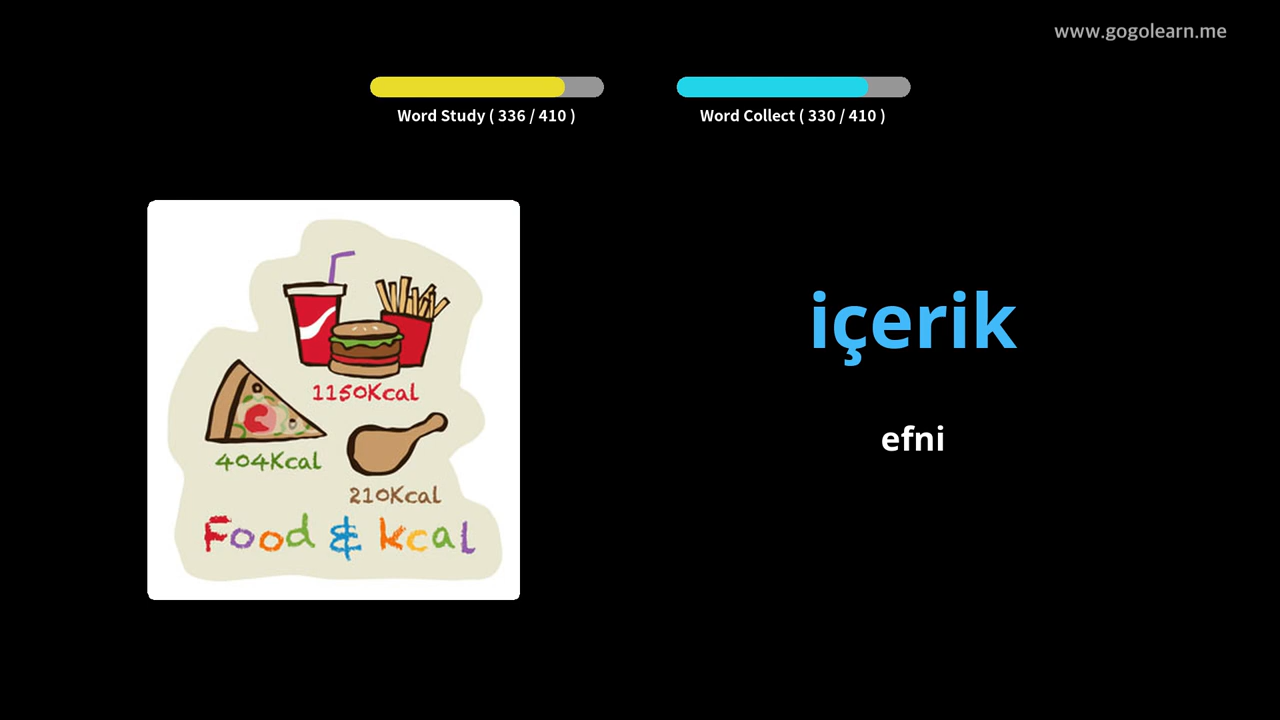 www.gogolearn.me
Word Study ( 336 / 410 )
Word Collect ( 330 / 410 )
1150Kcal
404Kcal
210Kcal
Food & kcal
içerik
efni